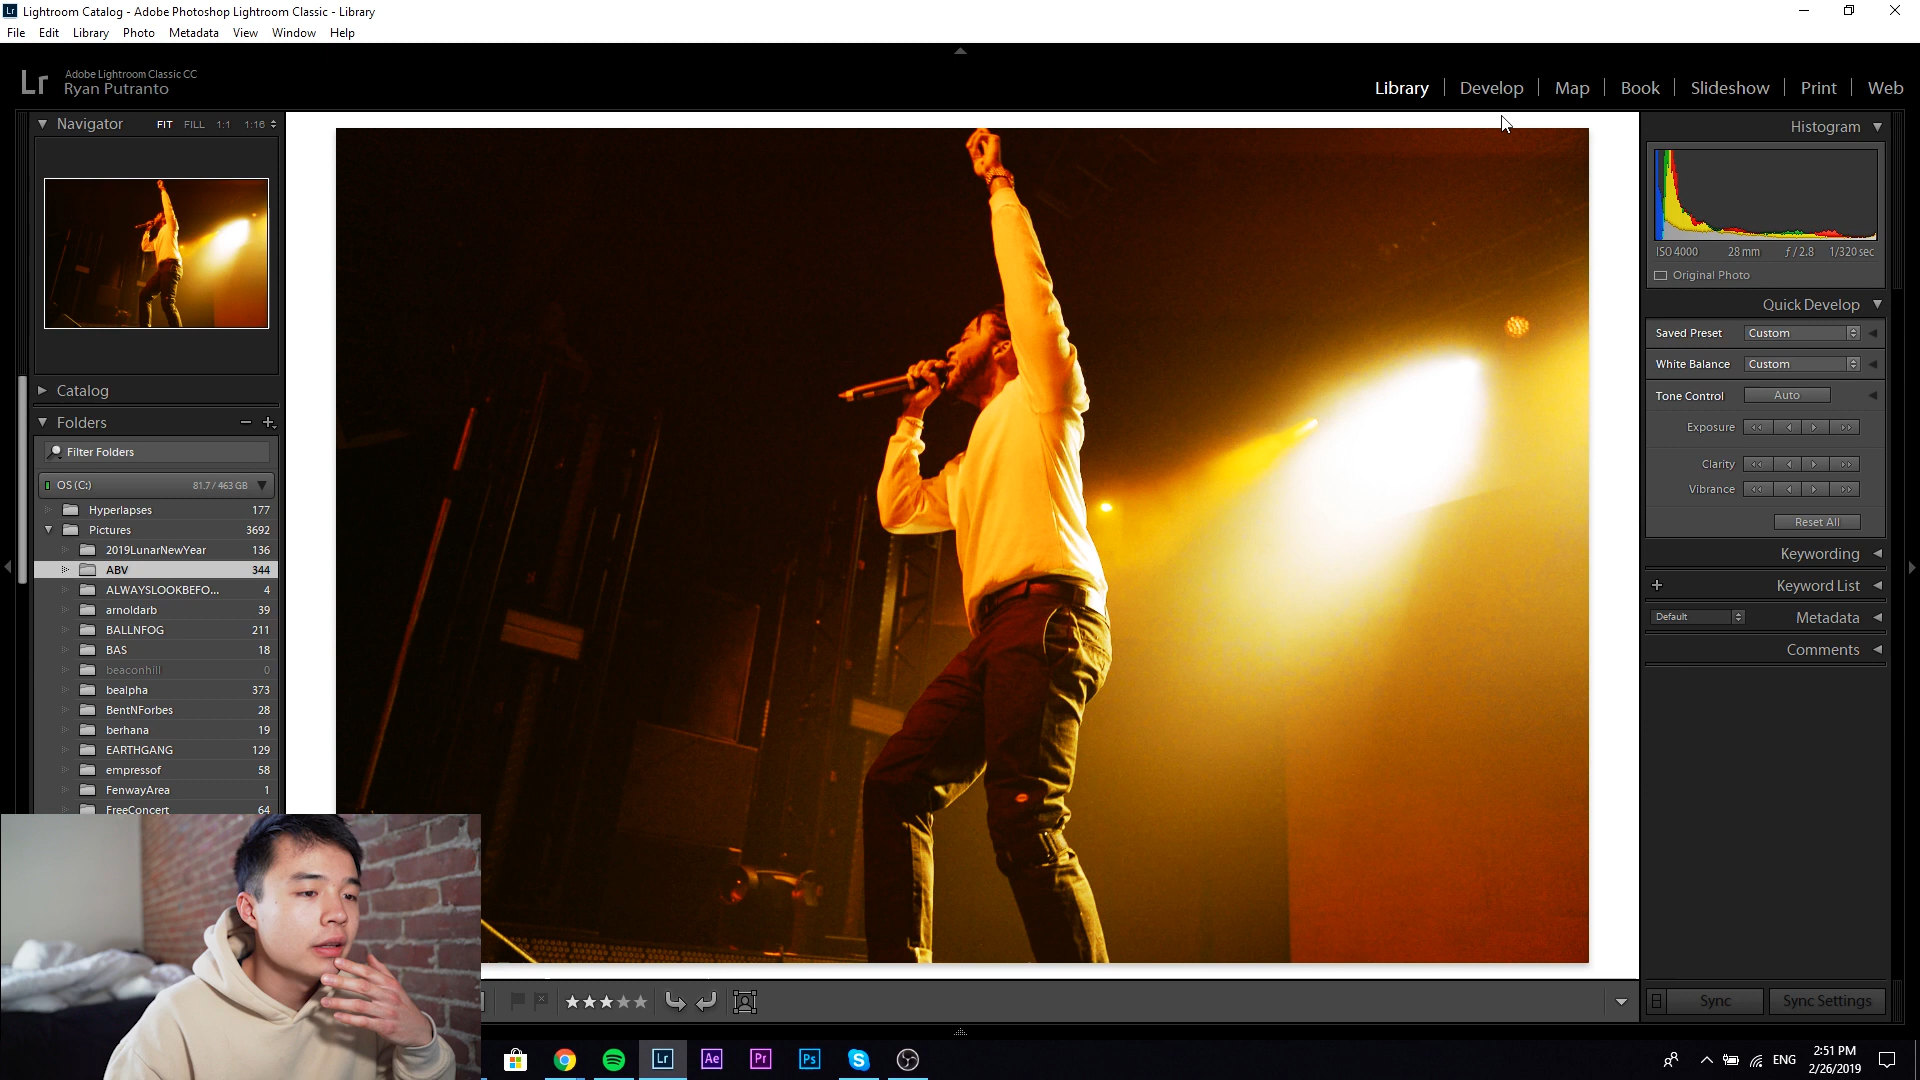 Lr Lightroom Catalog - Adobe Photoshop Lightroom Classic - Library
File Edit Library Photo Metadata View Window Help
Lr
Adobe Lightroom Classic CC
Ryan Putranto
Library Develop Map Book Slideshow Print Web
Navigator FIT FILL 1:1 1:16
Catalog
Folders
Filter Folders
OS (C:) 81.7 / 463 GB
Hyperlapses 177
Pictures 3692
2019LunarNewYear 136
ABV 344
ALWAYSLOOKBEFO... 4
arnoldarb 39
BALLNFOG 211
BAS 18
beaconhill 0
bealpha 373
BentNForbes 28
berhana 19
EARTHGANG 129
empressof 58
FenwayArea 1
FreeConcert 64
Histogram
ISO 4000 28 mm f / 2.8 1/320 sec
Original Photo
Quick Develop
Saved Preset Custom
White Balance Custom
Tone Control Auto
Exposure
Clarity
Vibrance
Reset All
Keywording
Keyword List
Default Metadata
Comments
Sync Sync Settings
Lr Ae Pr Ps
ENG
2:51 PM
2/26/2019